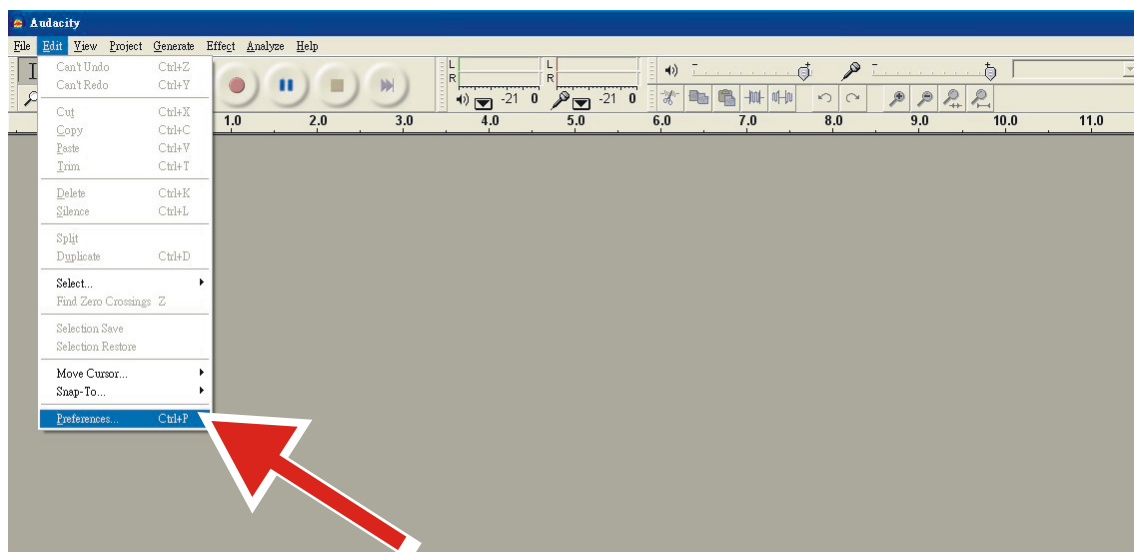 Audacity
File Edit View Project Generate Effect Analyze Help
Can't Undo Ctrl+Z
Can't Redo Ctrl+Y
Cut Ctrl+X
Copy Ctrl+C
Paste Ctrl+V
Trim Ctrl+T
Delete Ctrl+K
Silence Ctrl+L
Split
Duplicate Ctrl+D
Select...
Find Zero Crossings Z
Selection Save
Selection Restore
Move Cursor...
Snap-To...
Preferences... Ctrl+P
L L
R R
-21 0 -21 0
1.0 2.0 3.0 4.0 5.0 6.0 7.0 8.0 9.0 10.0 11.0